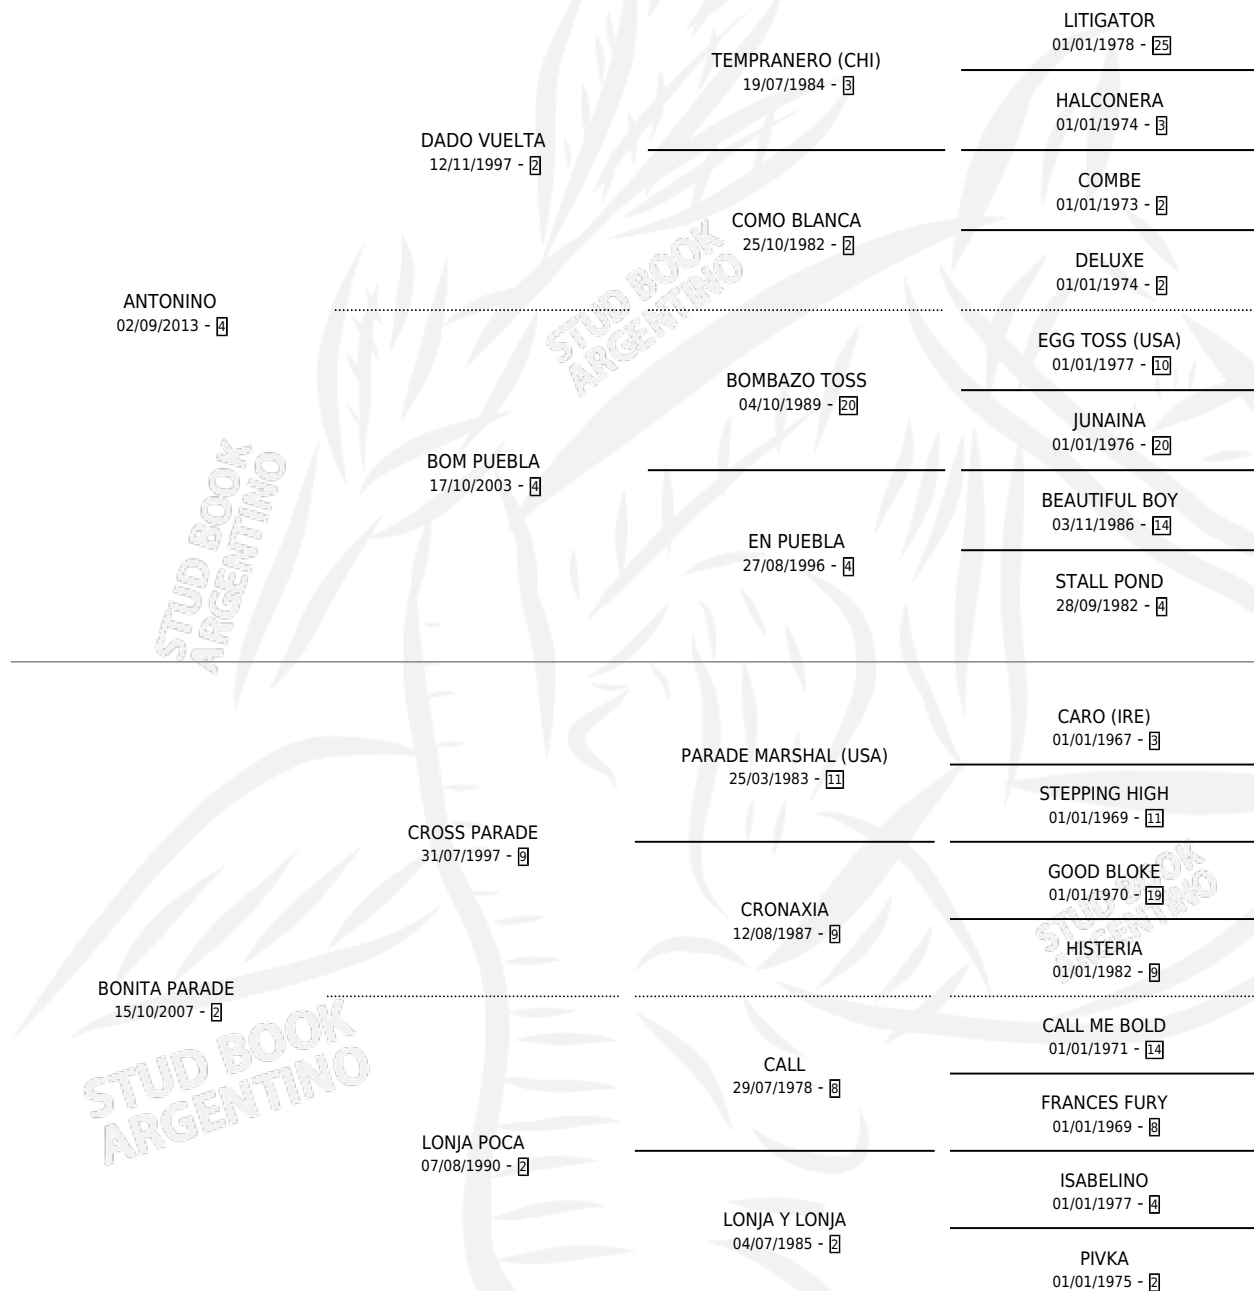 LITIGATOR
01/01/1978 - 25
TEMPRANERO (CHI)
19/07/1984 - 3
HALCONERA
01/01/1974 - 3
DADO VUELTA
12/11/1997 - 2
COMBE
01/01/1973 - 2
COMO BLANCA
25/10/1982 - 2
DELUXE
01/01/1974 - 2
ANTONINO
02/09/2013 - 4
EGG TOSS (USA)
01/01/1977 - 10
BOMBAZO TOSS
04/10/1989 - 20
JUNAINA
01/01/1976 - 20
BOM PUEBLA
17/10/2003 - 4
BEAUTIFUL BOY
03/11/1986 - 14
EN PUEBLA
27/08/1996 - 4
STALL POND
28/09/1982 - 4
STUD BOOK
ARGENTINO
STUD BOOK
ARGENTINO
CARO (IRE)
01/01/1967 - 3
PARADE MARSHAL (USA)
25/03/1983 - 11
STEPPING HIGH
01/01/1969 - 11
CROSS PARADE
31/07/1997 - 9
GOOD BLOKE
01/01/1970 - 19
CRONAXIA
12/08/1987 - 9
HISTERIA
01/01/1982 - 9
STUD BOOK
ARGENTINO
BONITA PARADE
15/10/2007 - 2
CALL ME BOLD
01/01/1971 - 14
CALL
29/07/1978 - 8
FRANCES FURY
01/01/1969 - 8
LONJA POCA
07/08/1990 - 2
ISABELINO
01/01/1977 - 4
LONJA Y LONJA
04/07/1985 - 2
PIVKA
01/01/1975 - 2
STUD BOOK
ARGENTINO